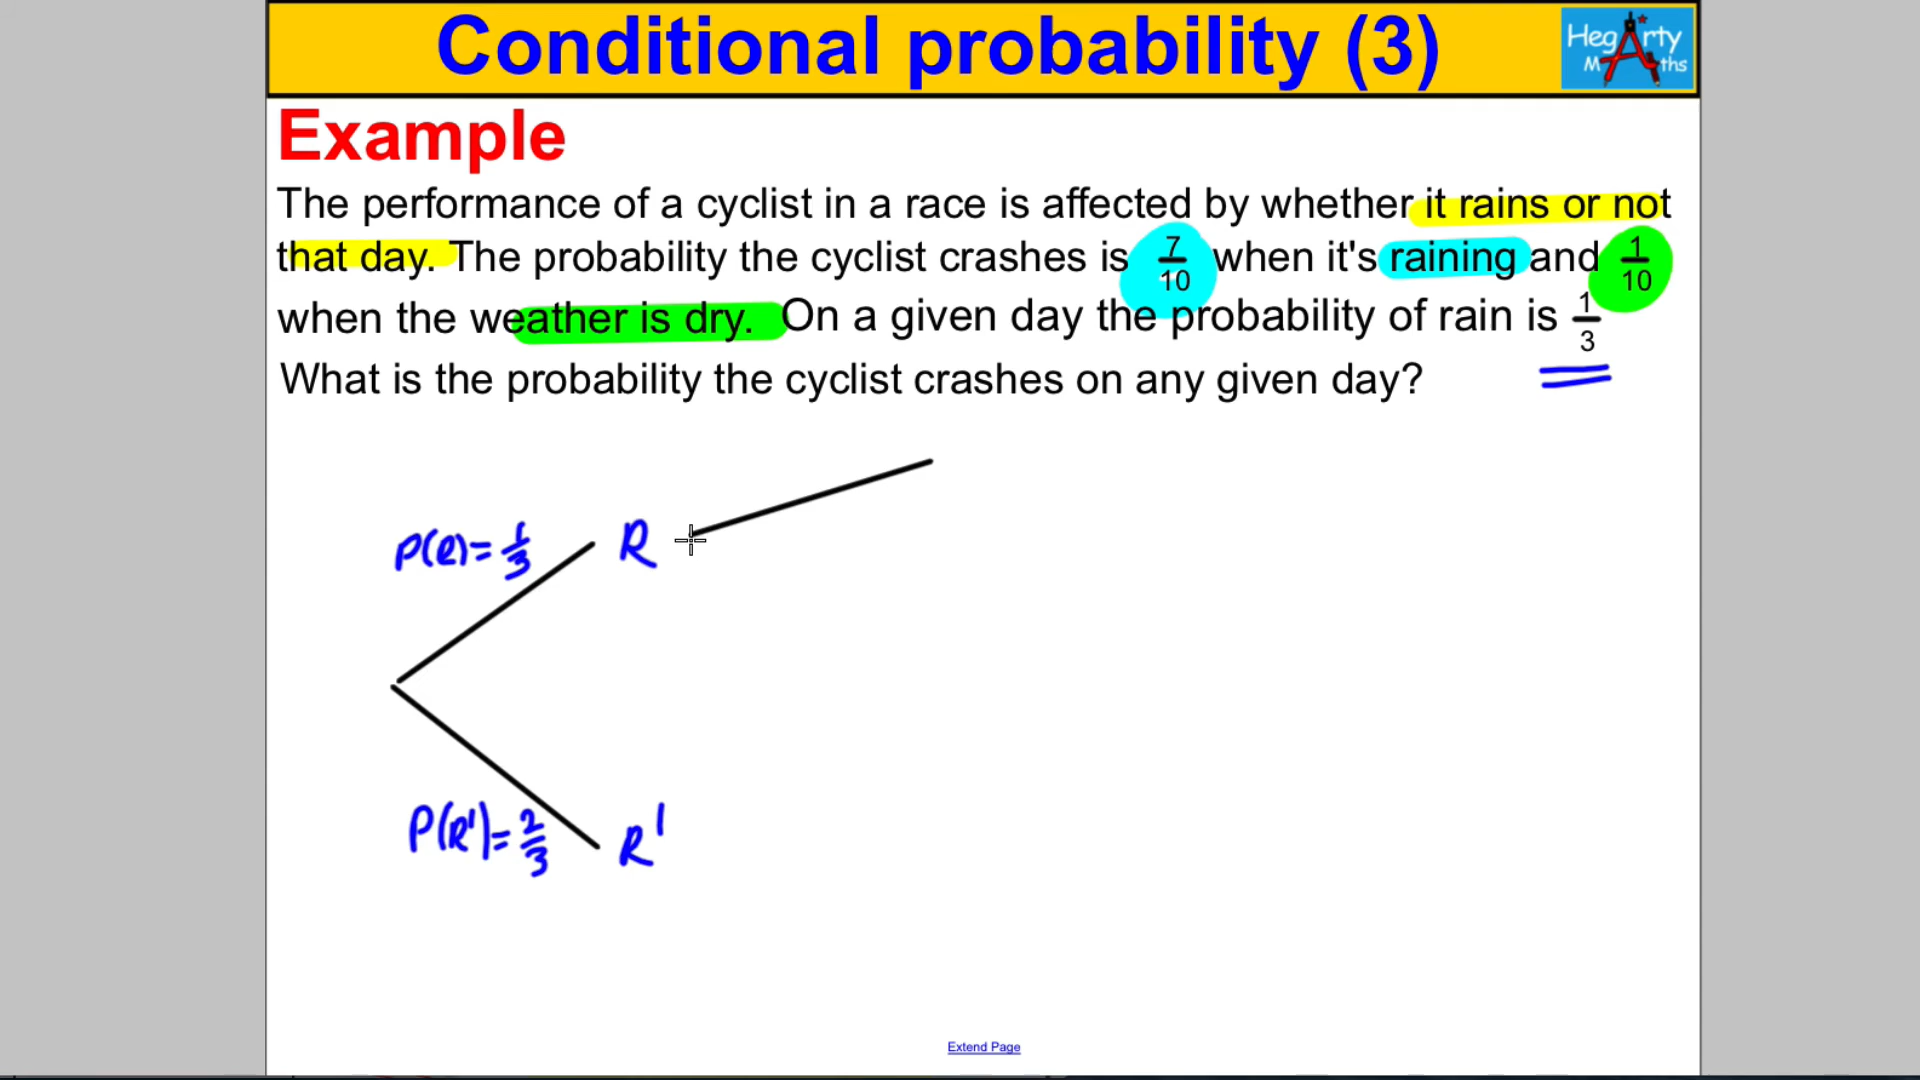 Conditional probability (3)
HegArty
Maths
Example
The performance of a cyclist in a race is affected by whether it rains or not
that day. The probability the cyclist crashes is 7/10 when it's raining and 1/10
when the weather is dry. On a given day the probability of rain is 1/3
What is the probability the cyclist crashes on any given day?
P(R)= 1/3
R
P(R')= 2/3
R'
Extend Page